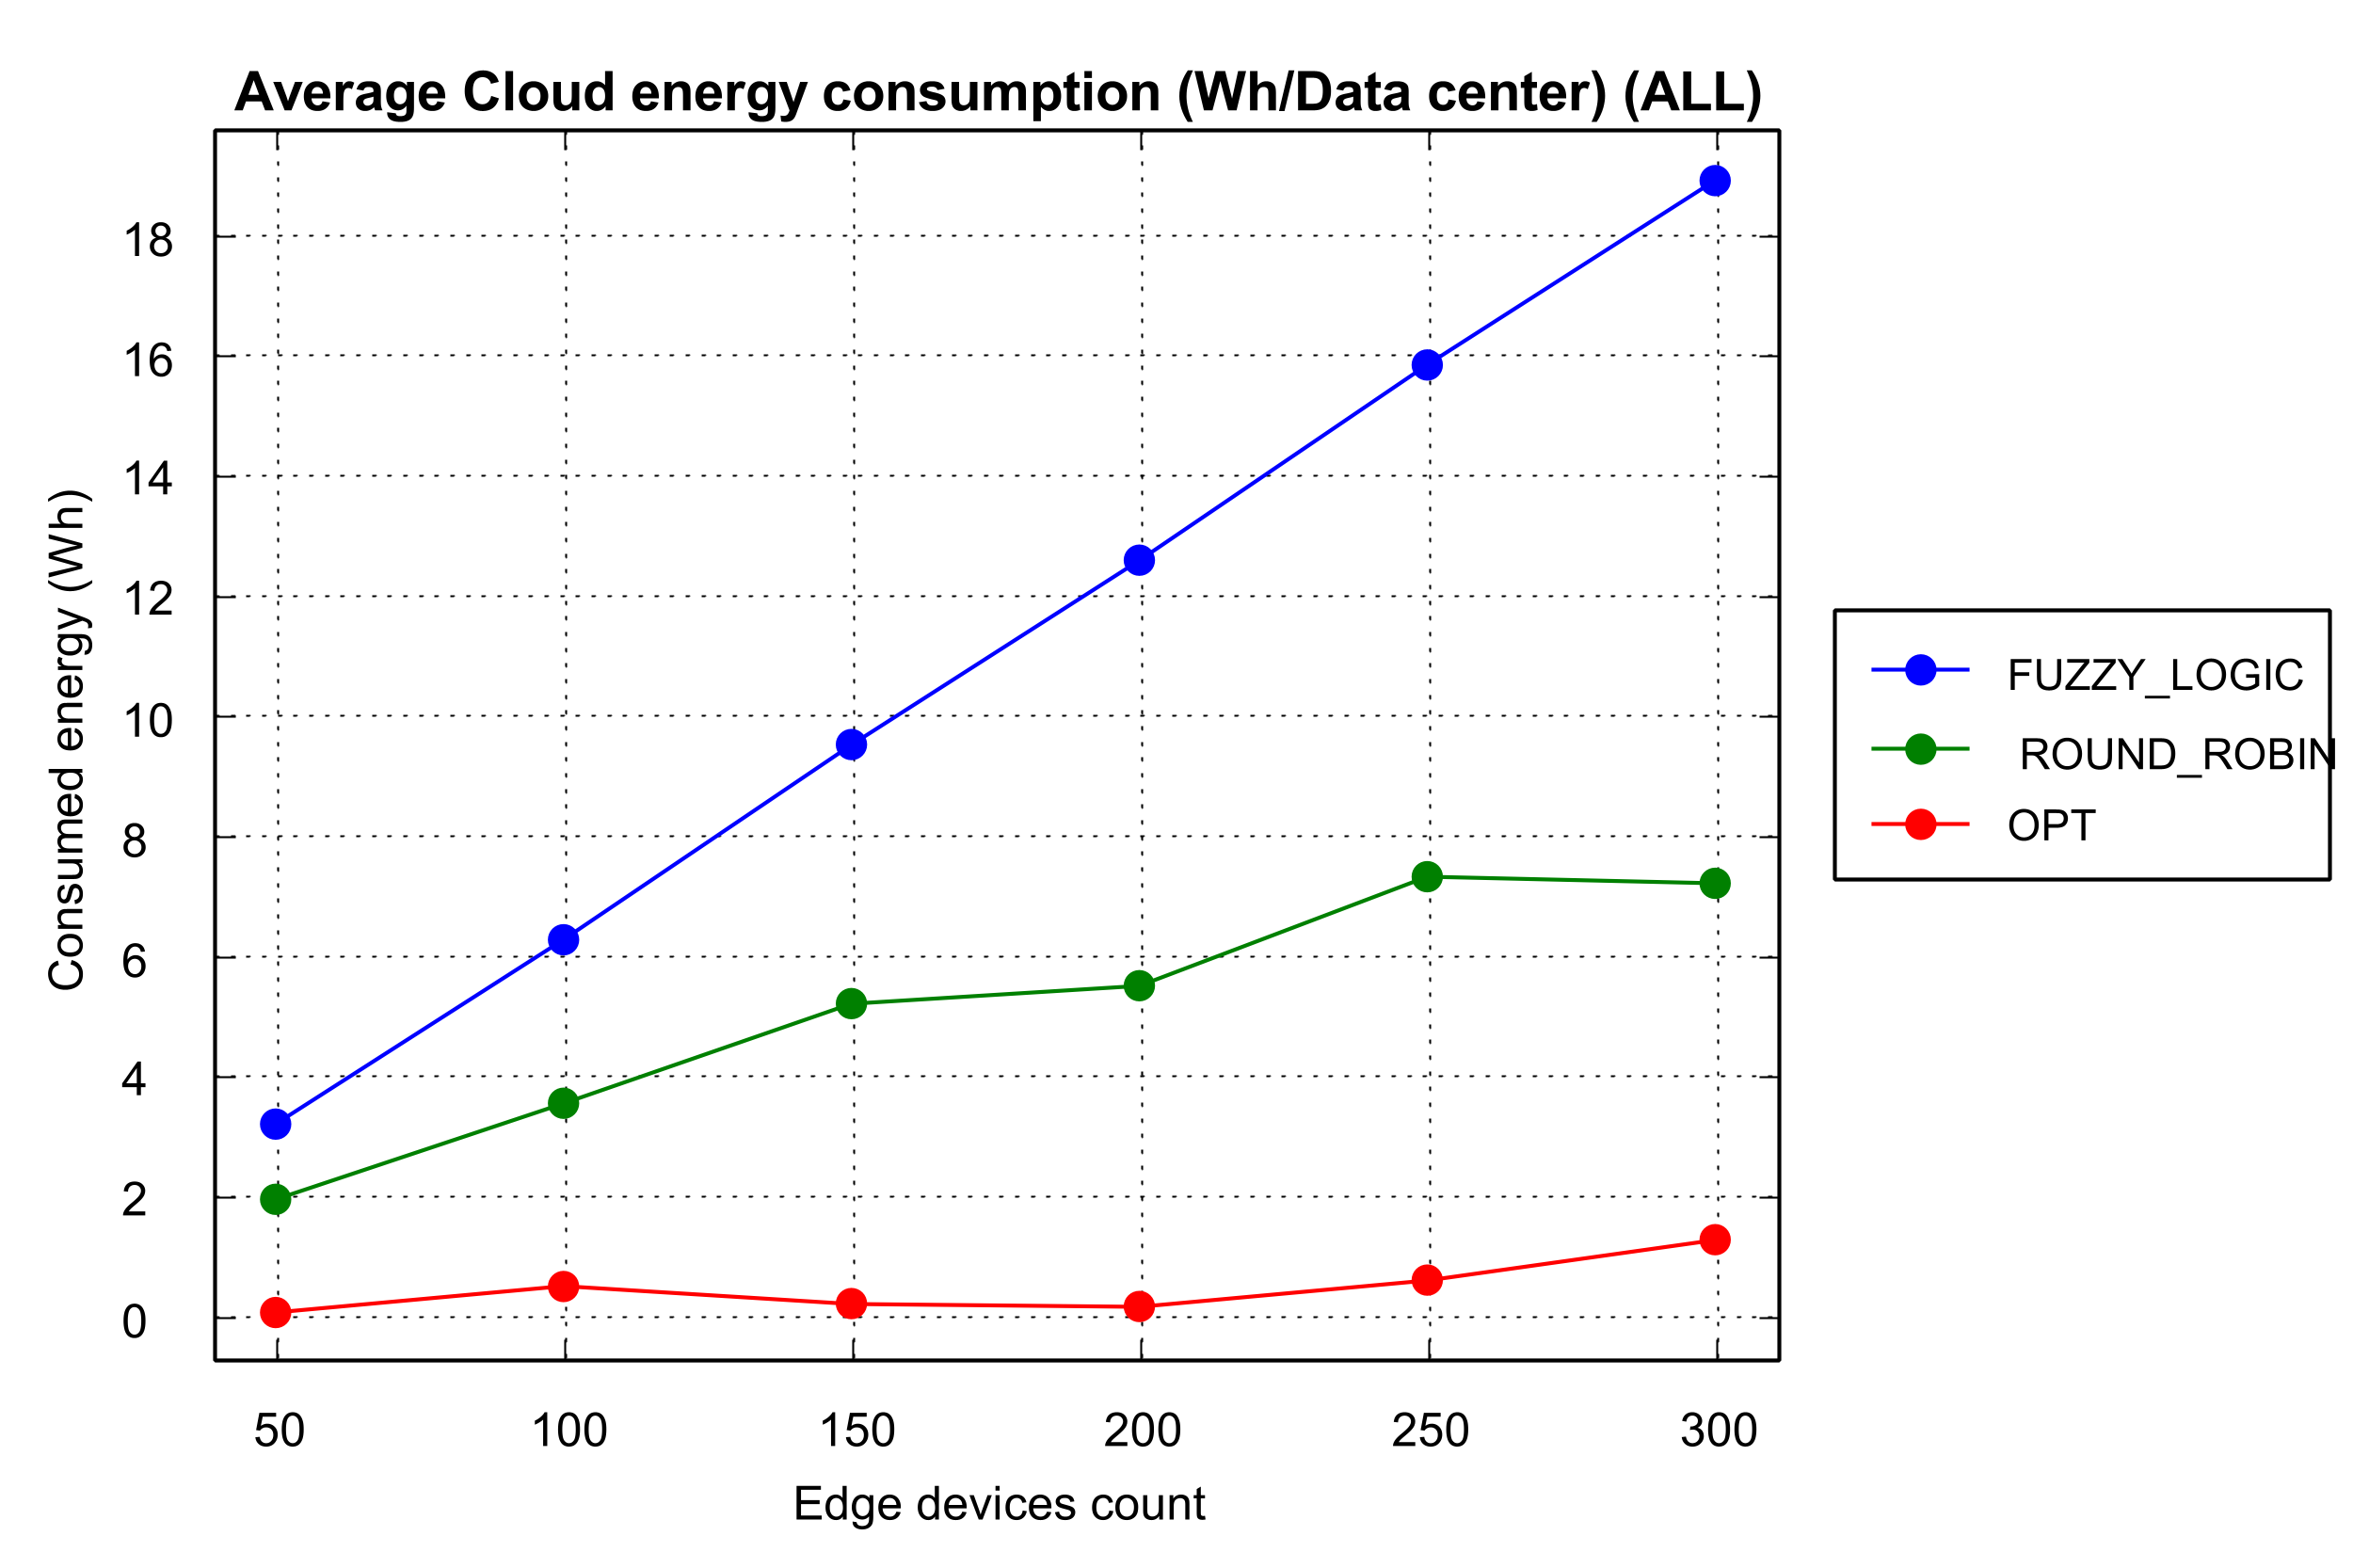 Average Cloud energy consumption (Wh/Data center) (ALL)
18
16
14
12
10
8
6
4
2
0
Consumed energy (Wh)
50 100 150 200 250 300
Edge devices count
FUZZY_LOGIC
ROUND_ROBIN
OPT